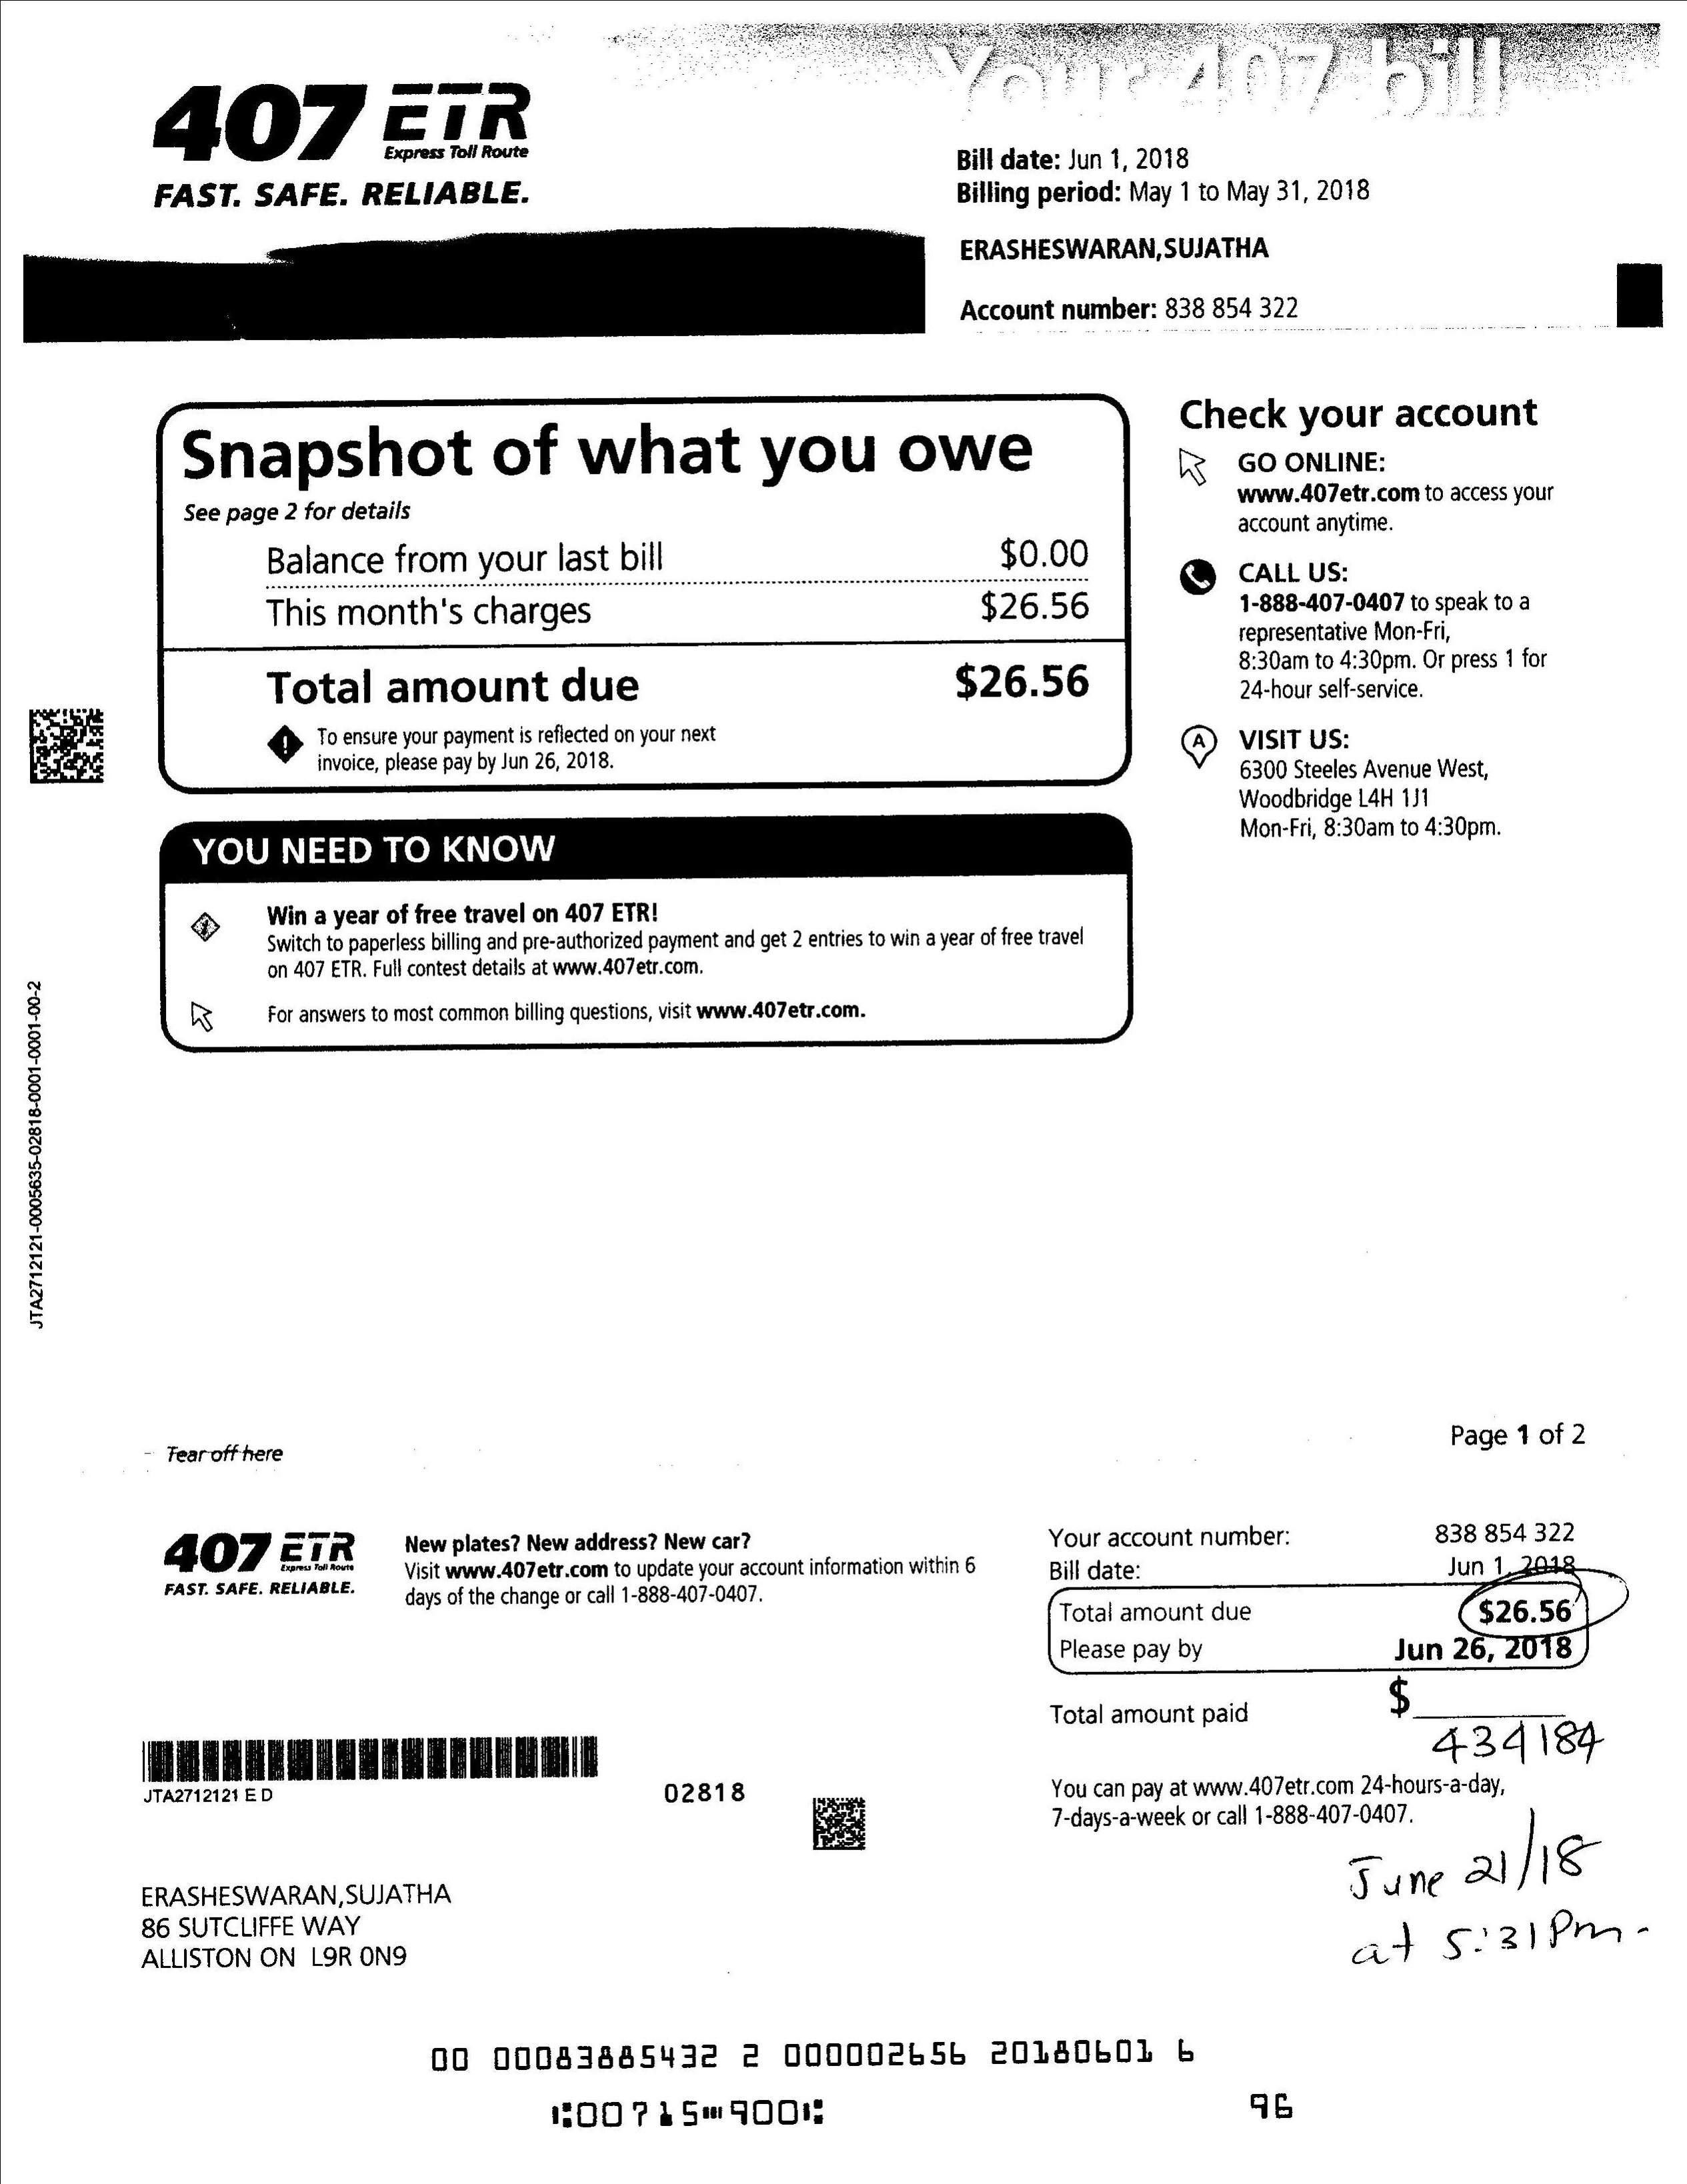 Your 407 bill
407 ETR
Express Toll Route
FAST. SAFE. RELIABLE.
Bill date: Jun 1, 2018
Billing period: May 1 to May 31, 2018
ERASHESWARAN,SUJATHA
Account number: 838 854 322
Snapshot of what you owe
See page 2 for details
Balance from your last bill $0.00
This month's charges $26.56
Total amount due $26.56
To ensure your payment is reflected on your next
invoice, please pay by Jun 26, 2018.
Check your account
GO ONLINE:
www.407etr.com to access your
account anytime.
CALL US:
1-888-407-0407 to speak to a
representative Mon-Fri,
8:30am to 4:30pm. Or press 1 for
24-hour self-service.
VISIT US:
6300 Steeles Avenue West,
Woodbridge L4H 1J1
Mon-Fri, 8:30am to 4:30pm.
YOU NEED TO KNOW
Win a year of free travel on 407 ETR!
Switch to paperless billing and pre-authorized payment and get 2 entries to win a year of free travel
on 407 ETR. Full contest details at www.407etr.com.
For answers to most common billing questions, visit www.407etr.com.
JTA2712121-0005635-02818-0001-0001-00-2
Page 1 of 2
Tear off here
407 ETR
Express Toll Route
FAST. SAFE. RELIABLE.
New plates? New address? New car?
Visit www.407etr.com to update your account information within 6
days of the change or call 1-888-407-0407.
Your account number: 838 854 322
Bill date: Jun 1, 2018
Total amount due $26.56
Please pay by Jun 26, 2018
Total amount paid $
434184
You can pay at www.407etr.com 24-hours-a-day,
7-days-a-week or call 1-888-407-0407.
JTA2712121 E D
02818
June 21/18
at 5:31 Pm-
ERASHESWARAN,SUJATHA
86 SUTCLIFFE WAY
ALLISTON ON L9R 0N9
00 00083885432 2 000002656 20180601 6
⑆00715⑉900⑆ 96